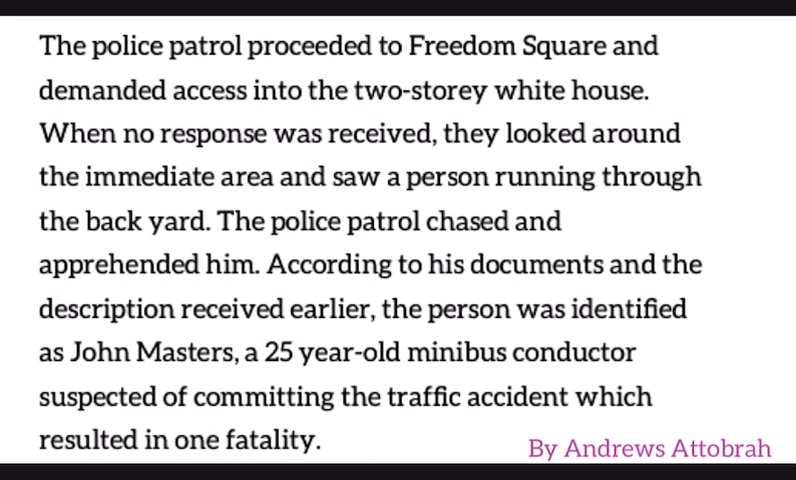 The police patrol proceeded to Freedom Square and
demanded access into the two-storey white house.
When no response was received, they looked around
the immediate area and saw a person running through
the back yard. The police patrol chased and
apprehended him. According to his documents and the
description received earlier, the person was identified
as John Masters, a 25 year-old minibus conductor
suspected of committing the traffic accident which
resulted in one fatality.
By Andrews Attobrah